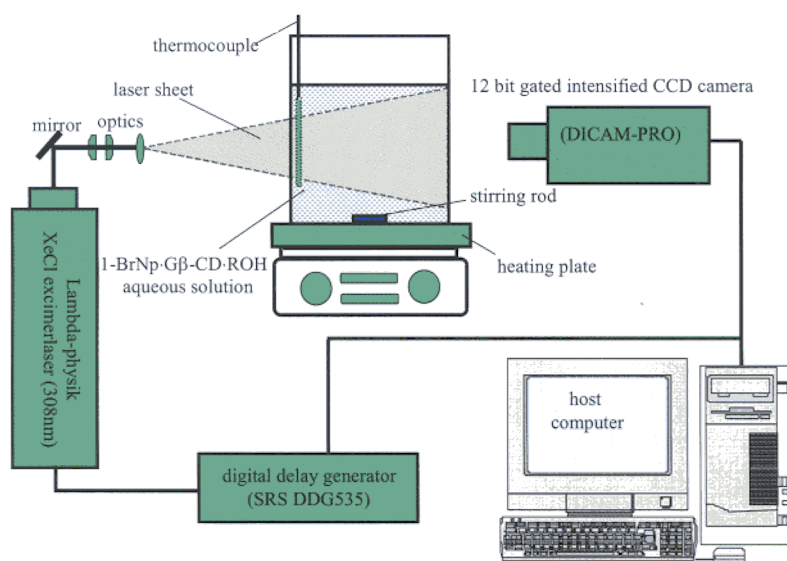 thermocouple
laser sheet
12 bit gated intensified CCD camera
mirror
optics
(DICAM-PRO)
stirring rod
1-BrNp·Gβ-CD·ROH
aqueous solution
heating plate
Lambda-physik
XeCl excimerlaser (308nm)
host
computer
digital delay generator
(SRS DDG535)